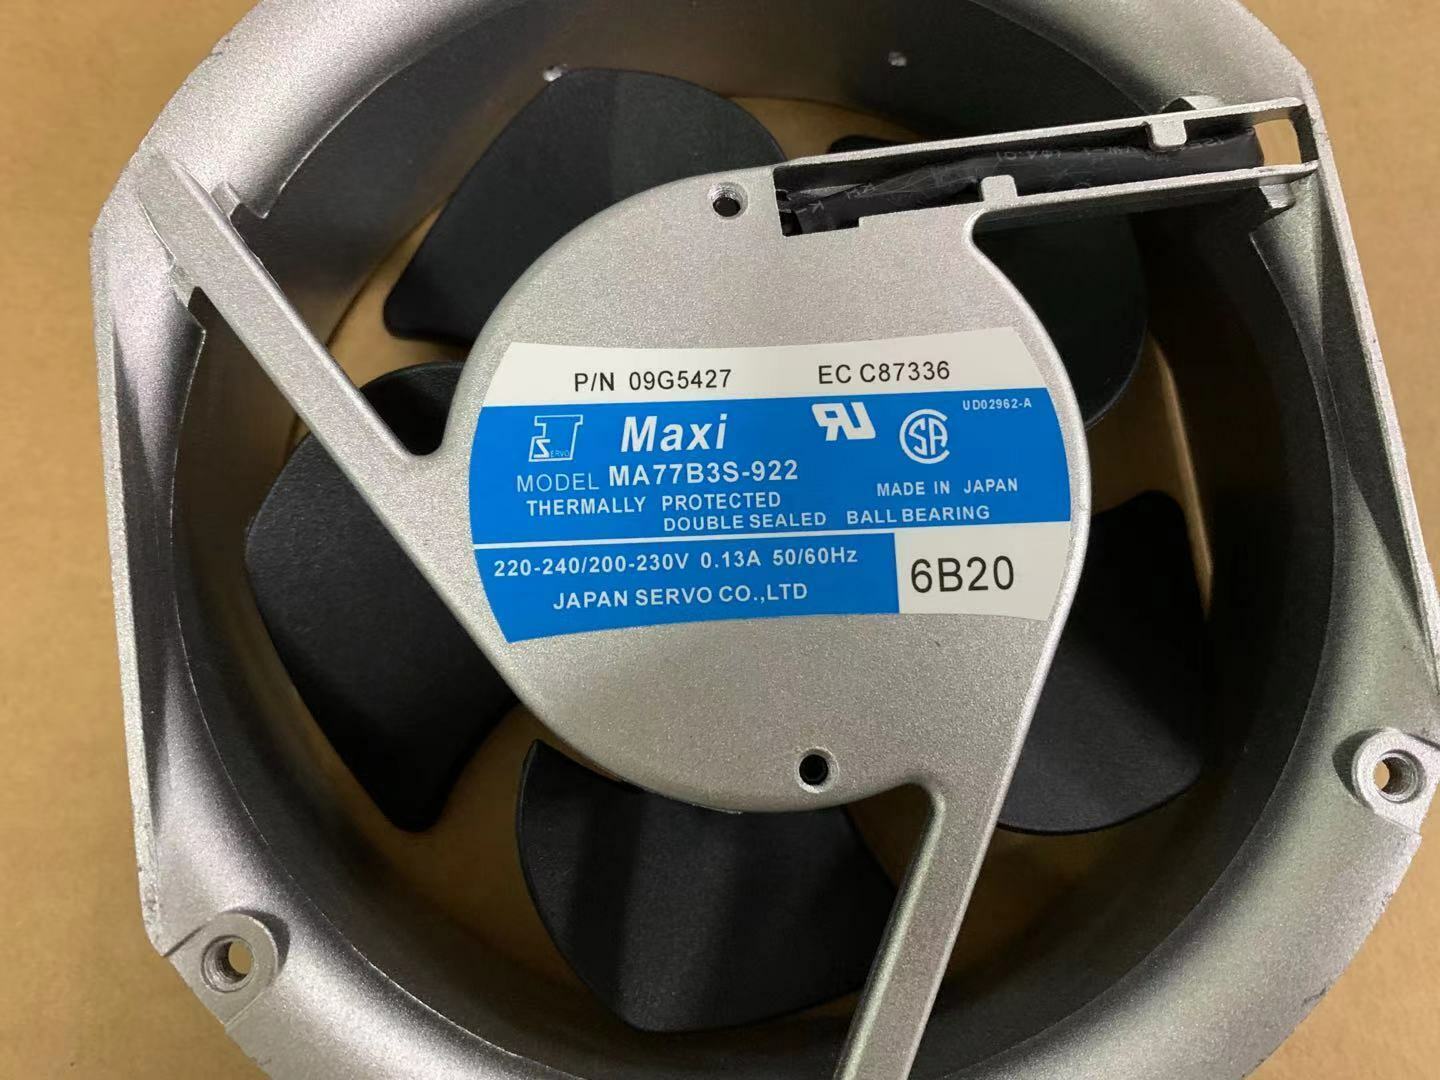 P/N 09G5427 EC C87336
UD02962-A
SERVO Maxi
MODEL MA77B3S-922
THERMALLY PROTECTED MADE IN JAPAN
DOUBLE SEALED BALL BEARING
220-240/200-230V 0.13A 50/60Hz
JAPAN SERVO CO.,LTD
6B20